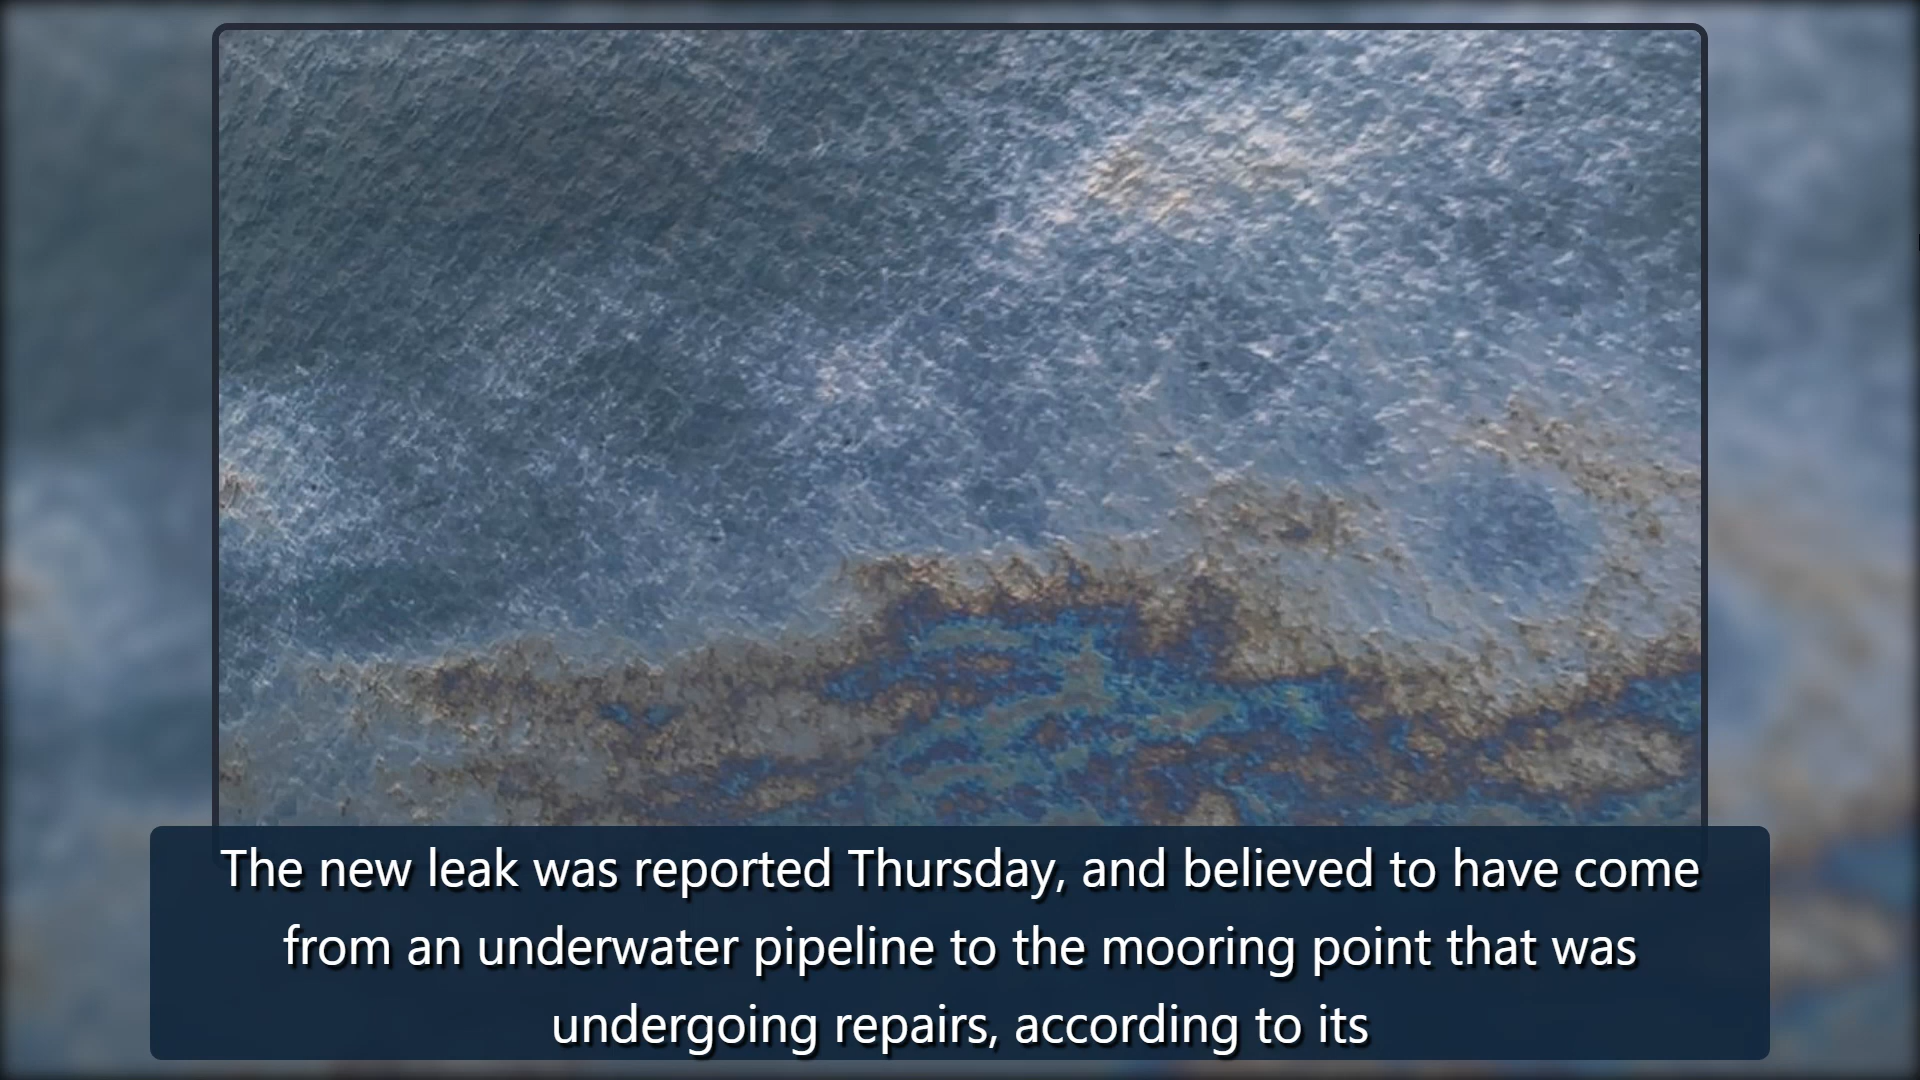 The new leak was reported Thursday, and believed to have come
from an underwater pipeline to the mooring point that was
undergoing repairs, according to its